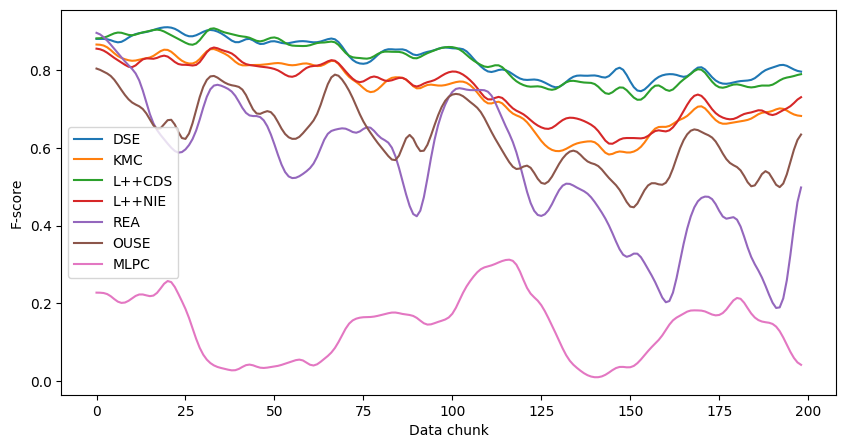 F-score
0.8
0.6
0.4
0.2
0.0
DSE
KMC
L++CDS
L++NIE
REA
OUSE
MLPC
0 25 50 75 100 125 150 175 200
Data chunk